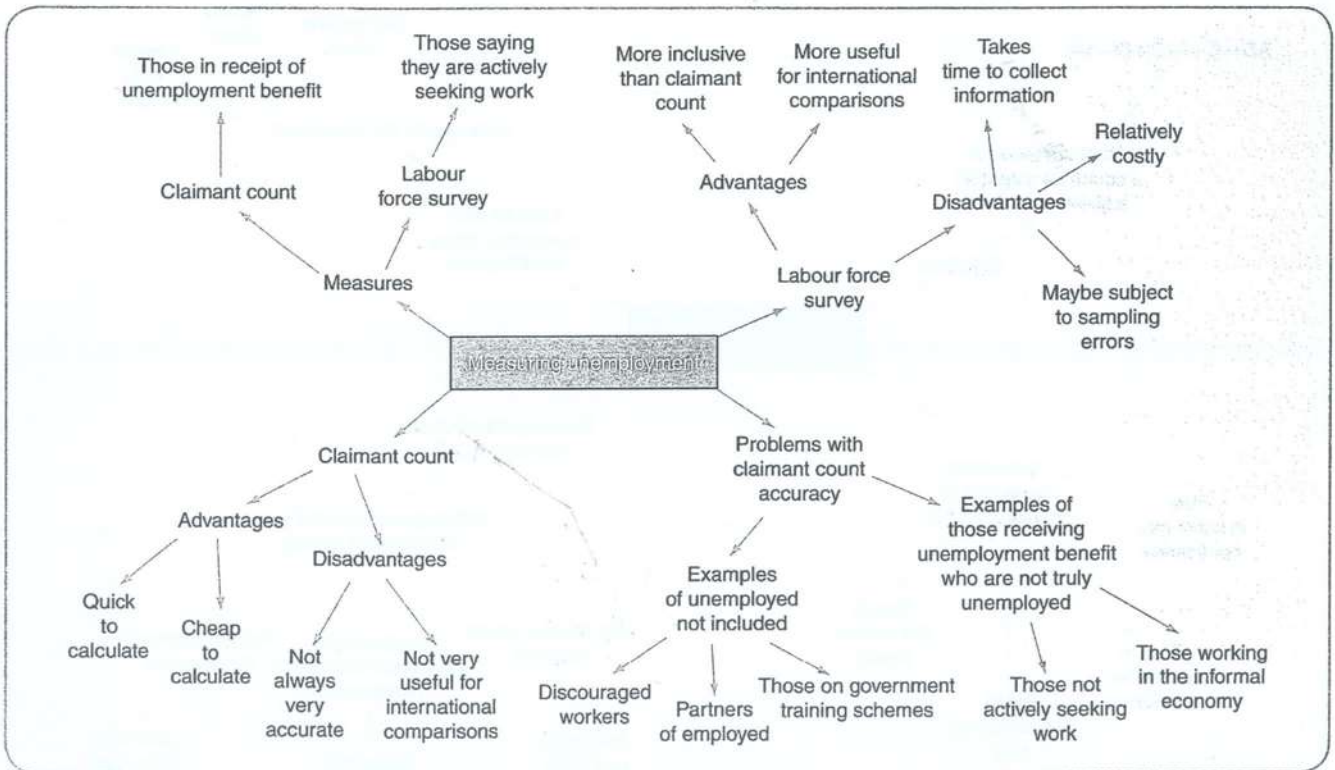 Those in receipt of
unemployment benefit
Those saying
they are actively
seeking work
Claimant count
Labour
force survey
Measures
More inclusive
than claimant
count
More useful
for international
comparisons
Advantages
Takes
time to collect
information
Relatively
costly
Disadvantages
Maybe subject
to sampling
errors
Labour force
survey
Measuring unemployment
Claimant count
Advantages
Quick
to
calculate
Cheap
to
calculate
Disadvantages
Not
always
very
accurate
Not very
useful for
international
comparisons
Problems with
claimant count
accuracy
Examples
of unemployed
not included
Discouraged
workers
Partners
of employed
Those on government
training schemes
Examples of
those receiving
unemployment benefit
who are not truly
unemployed
Those not
actively seeking
work
Those working
in the informal
economy